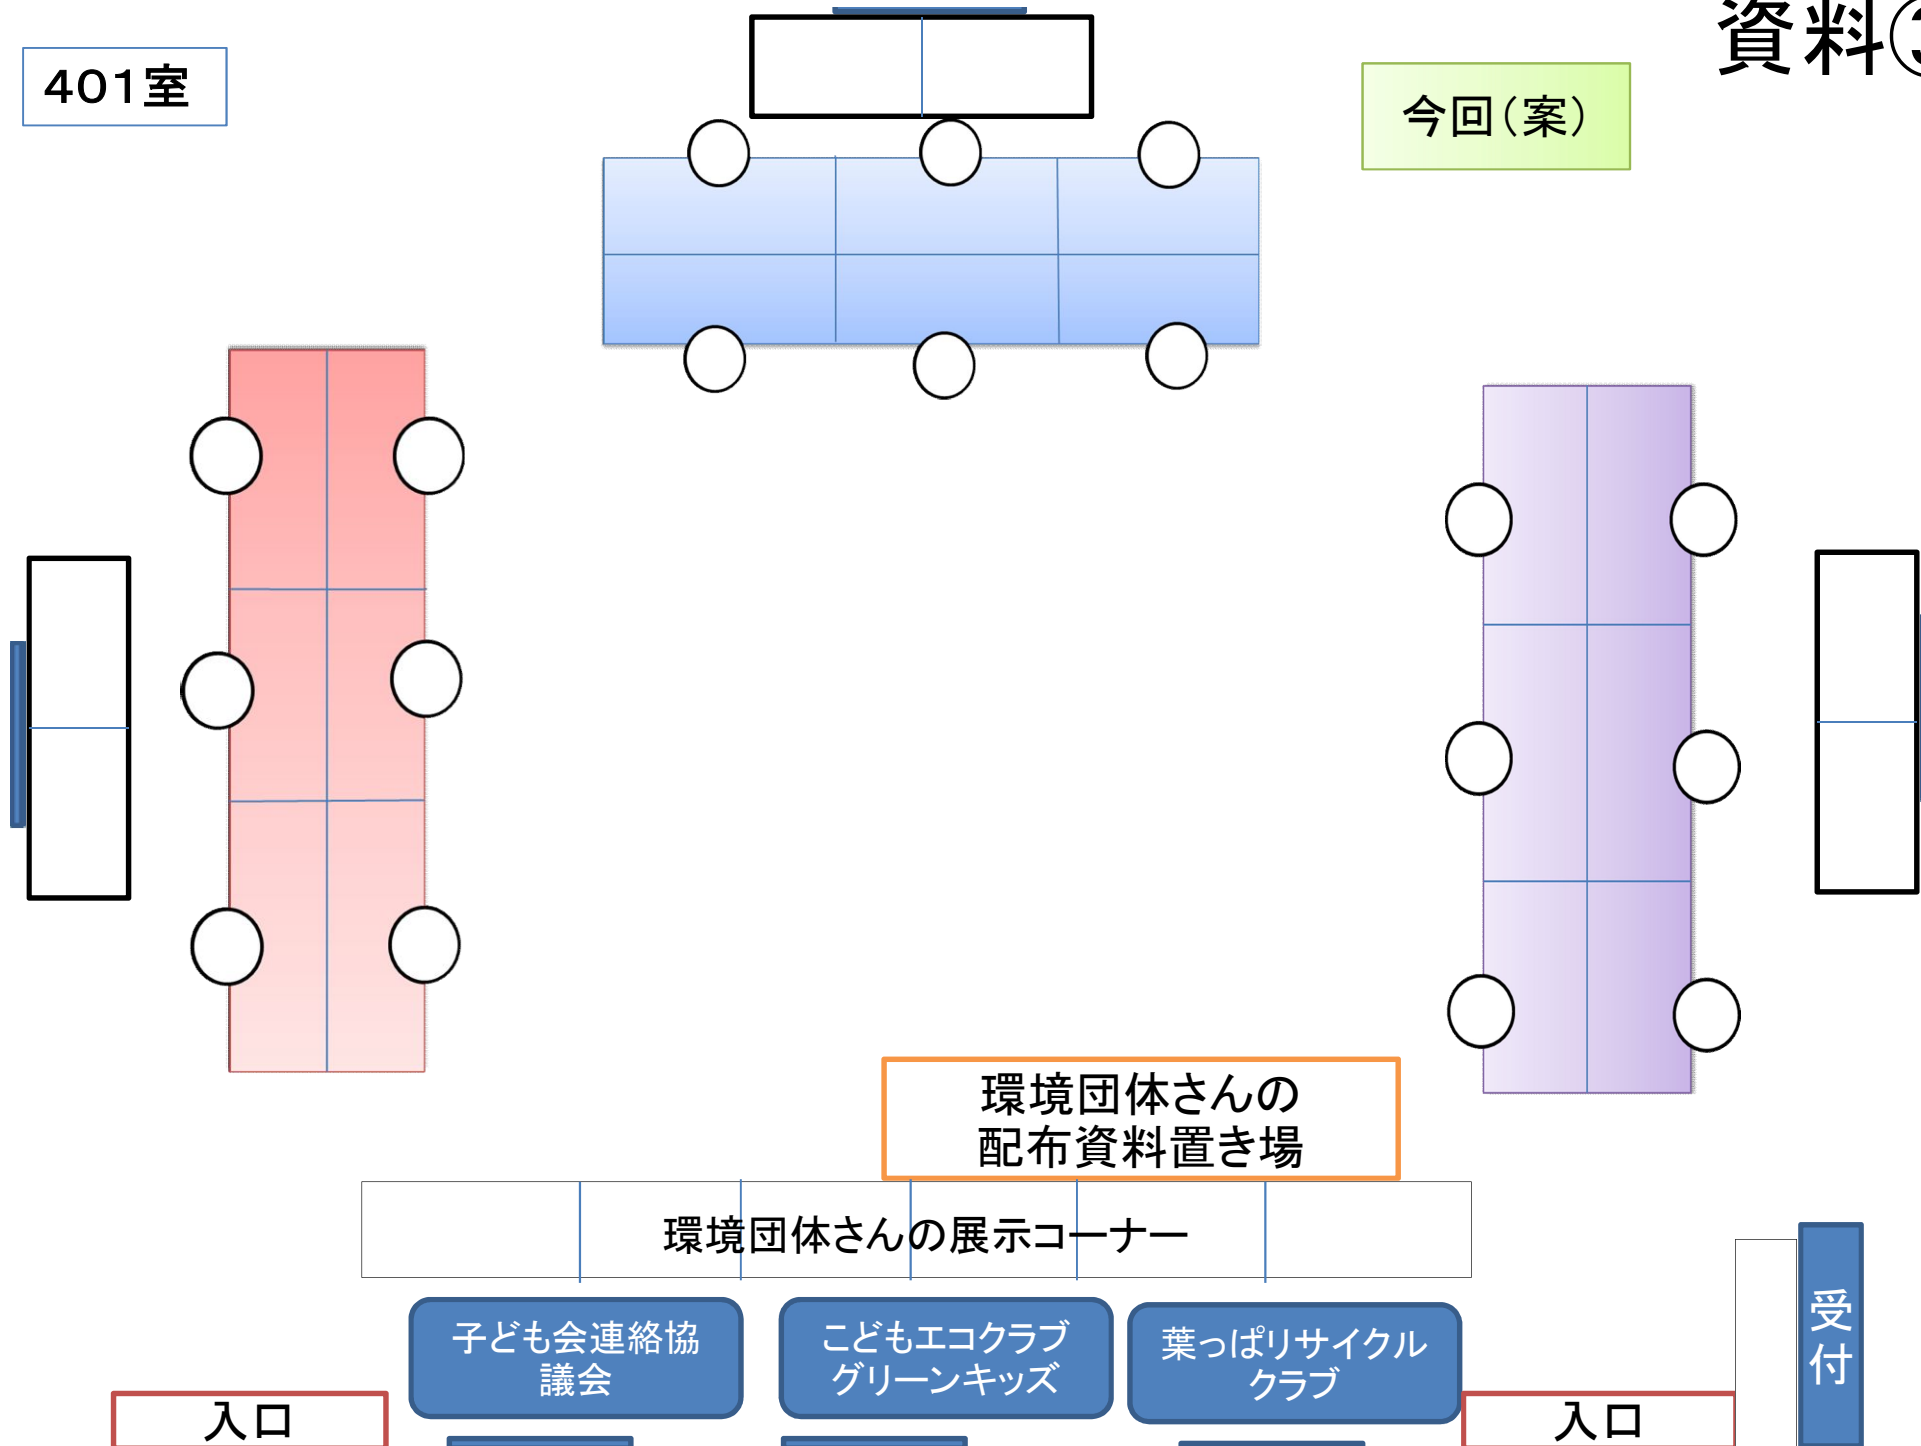 資料③
401室
今回（案）
環境団体さんの
配布資料置き場
環境団体さんの展示コーナー
子ども会連絡協
議会
こどもエコクラブ
グリーンキッズ
葉っぱリサイクル
クラブ
受付
入口
入口